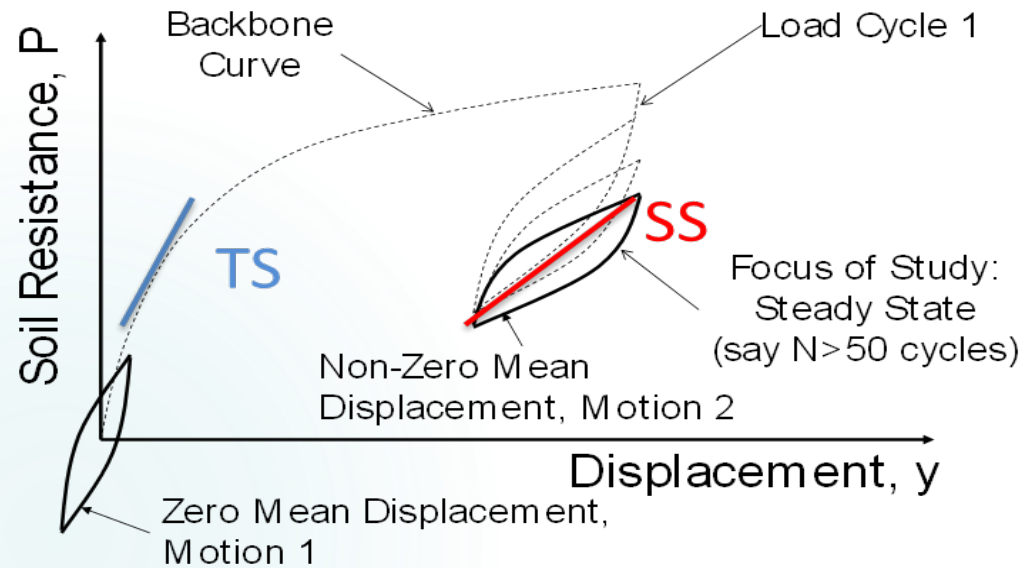 Backbone
Curve
Load Cycle 1
Soil Resistance, P
TS
SS
Focus of Study:
Steady State
(say N>50 cycles)
Non-Zero Mean
Displacement, Motion 2
Displacement, y
Zero Mean Displacement,
Motion 1